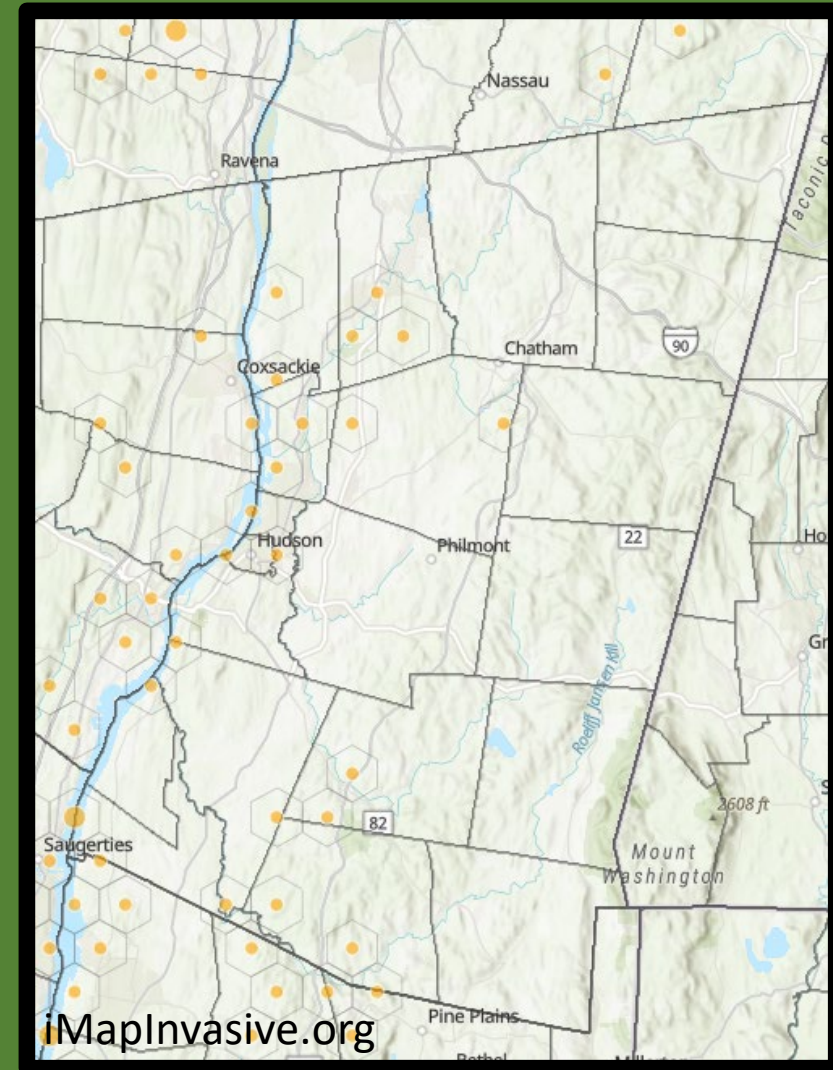 Nassau
Ravena
Taconic
Chatham
90
Coxsackie
Hudson
Philmont
22
Ho
Gr
Roeliff Jansen Kill
2608 ft
82
Saugerties
Mount
Washington
iMapInvasive.org
Pine Plains